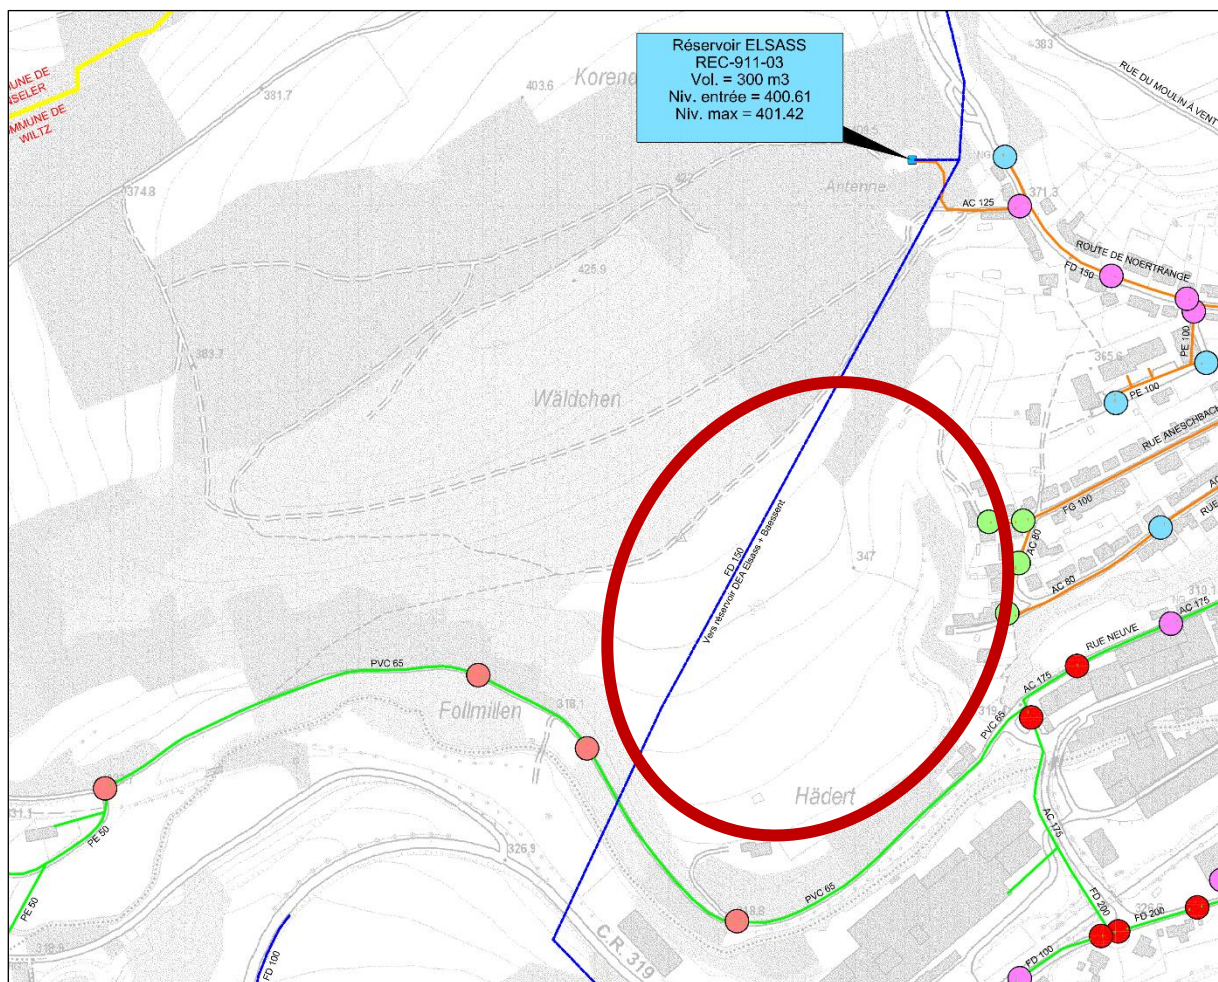 Réservoir ELSASS
REC-911-03
Vol. = 300 m3
Niv. entrée = 400.61
Niv. max = 401.42
383
RUE DU MOULIN À VENT
403.6
381.7
MMUNE DE
WILTZ
374.8
422
Antenne
AC 125
371.3
ROUTE DE NOERTRANGE
FD 150
425.9
PE 100
365.6
PE 100
383.7
Wäldchen
RUE ANESCHBACH
FG 100
AC 80
AC 80
347
FD 150
Vers réservoir DEA Elsass + Baessent
PVC 65
Follmillen
318.1
RUE NEUVE
AC 175
AC 175
PVC 65
Hädert
AC 175
PE 50
PE 50
326.9
PVC 65
C.R. 319
FD 100
FD 200
FD 200
FD 100